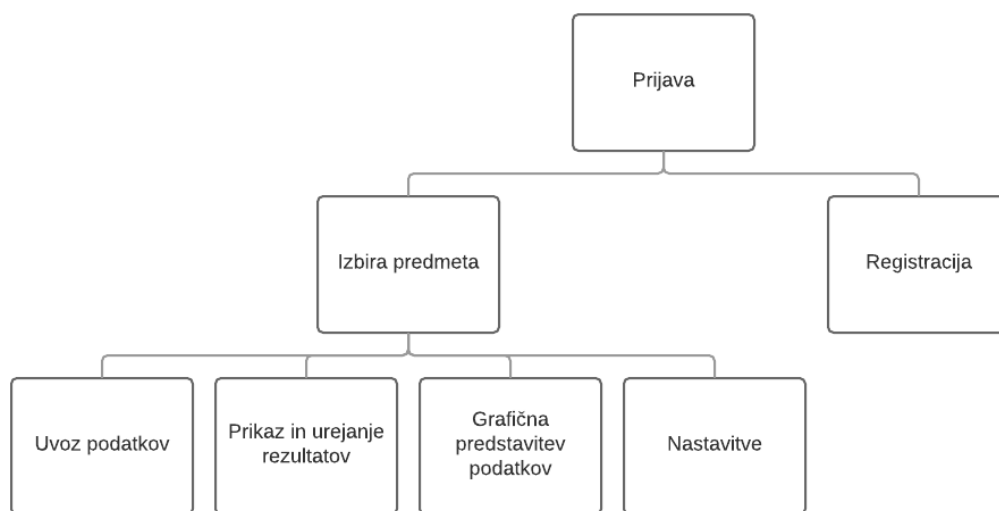 Prijava
Izbira predmeta
Registracija
Uvoz podatkov
Prikaz in urejanje
rezultatov
Grafična
predstavitev
podatkov
Nastavitve